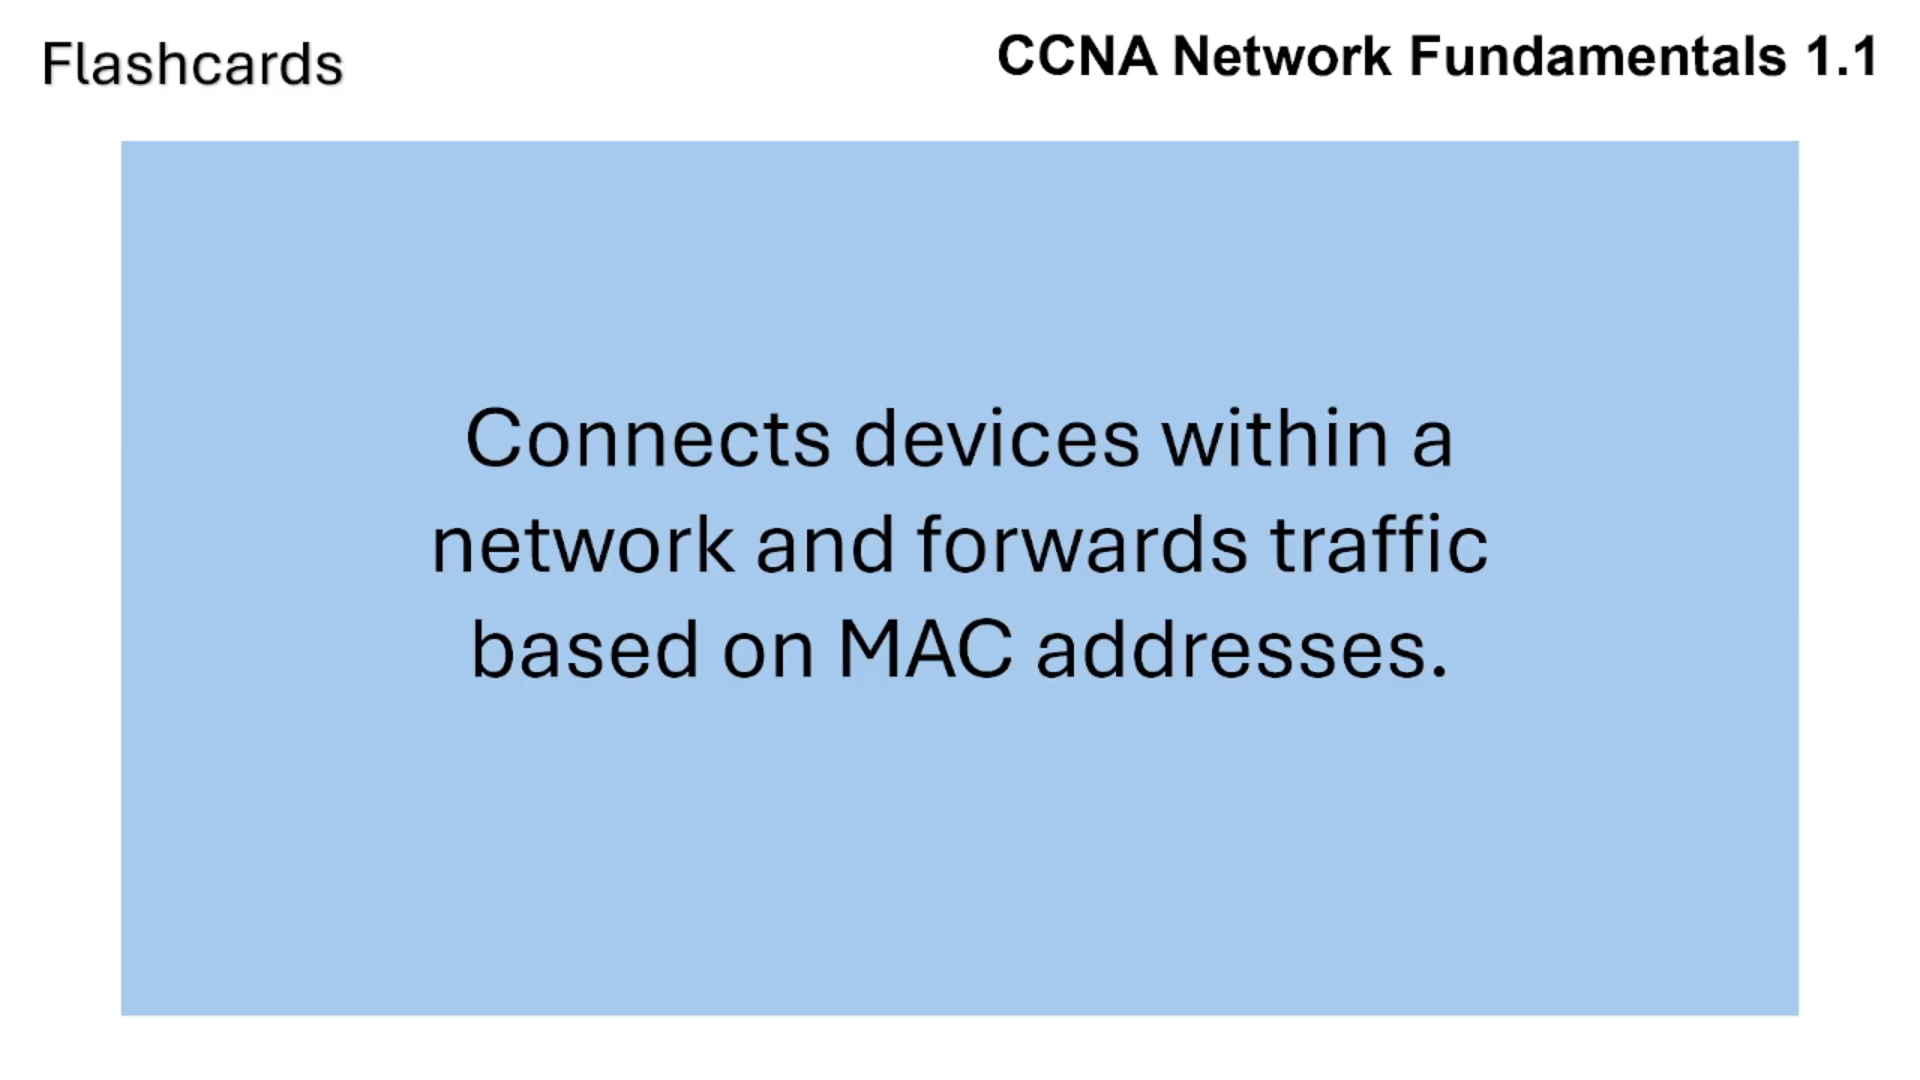 Flashcards
CCNA Network Fundamentals 1.1
Connects devices within a
network and forwards traffic
based on MAC addresses.